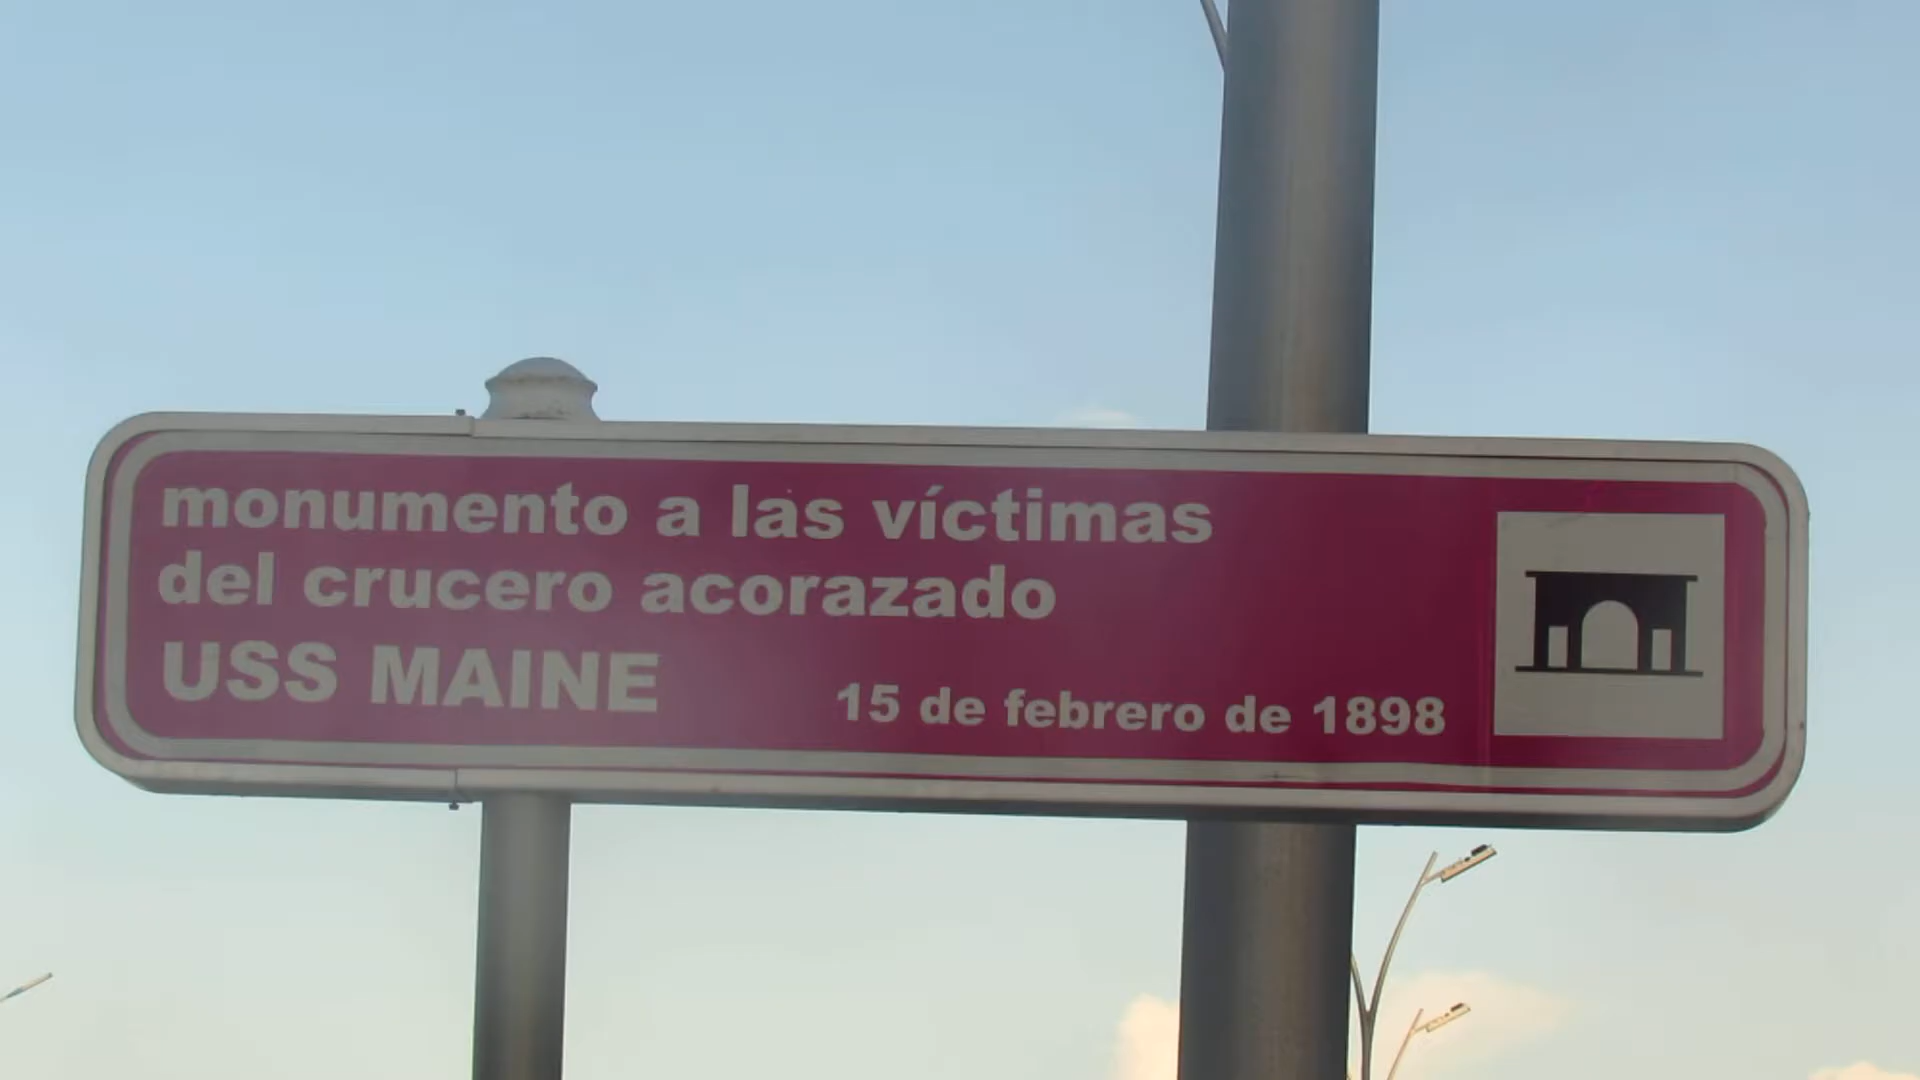 monumento a las víctimas
del crucero acorazado
USS MAINE
15 de febrero de 1898